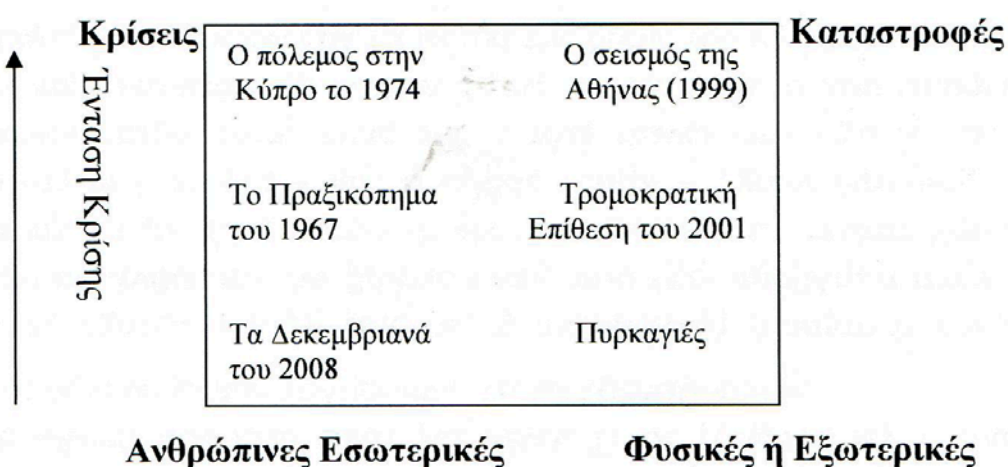 Κρίσεις
Καταστροφές
Ένταση Κρίσης
Ο πόλεμος στην
Κύπρο το 1974
Ο σεισμός της
Αθήνας (1999)
Το Πραξικόπημα
του 1967
Τρομοκρατική
Επίθεση του 2001
Τα Δεκεμβριανά
του 2008
Πυρκαγιές
Ανθρώπινες Εσωτερικές
Φυσικές ή Εξωτερικές